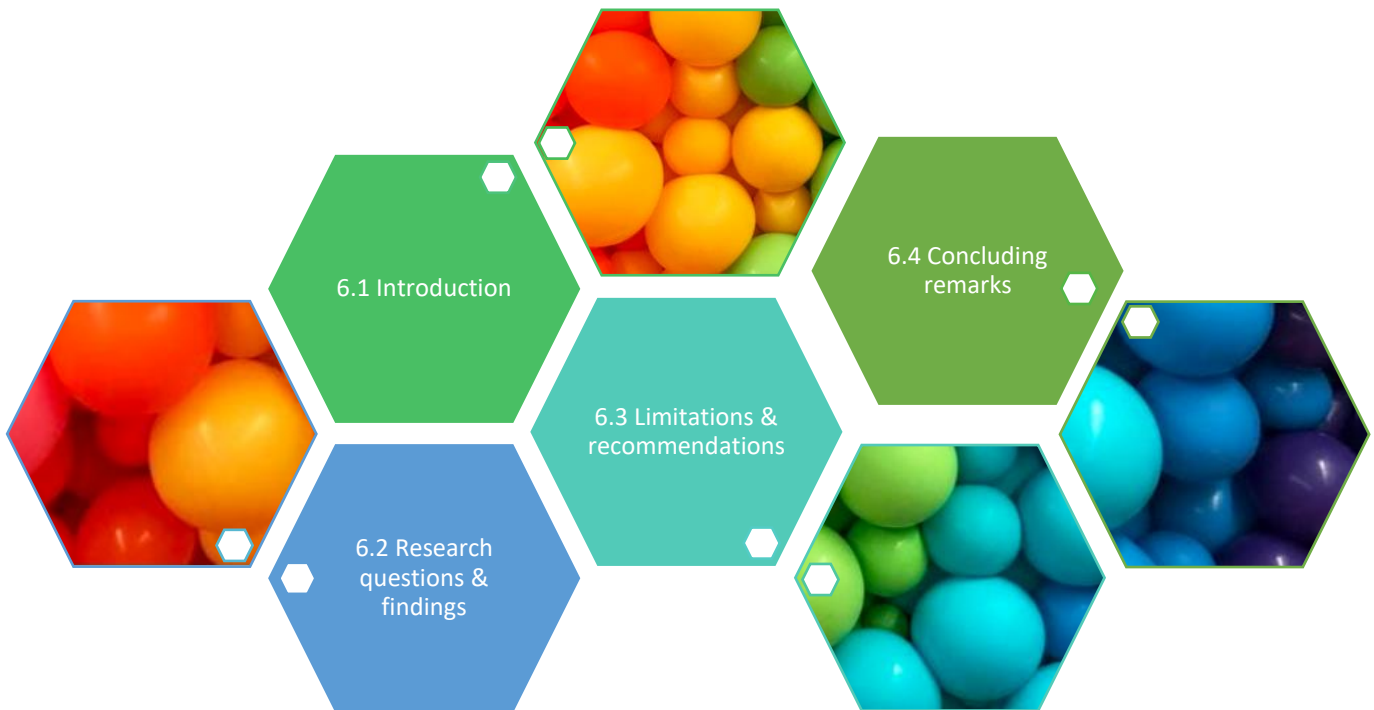 6.1 Introduction
6.2 Research
questions &
findings
6.3 Limitations &
recommendations
6.4 Concluding
remarks